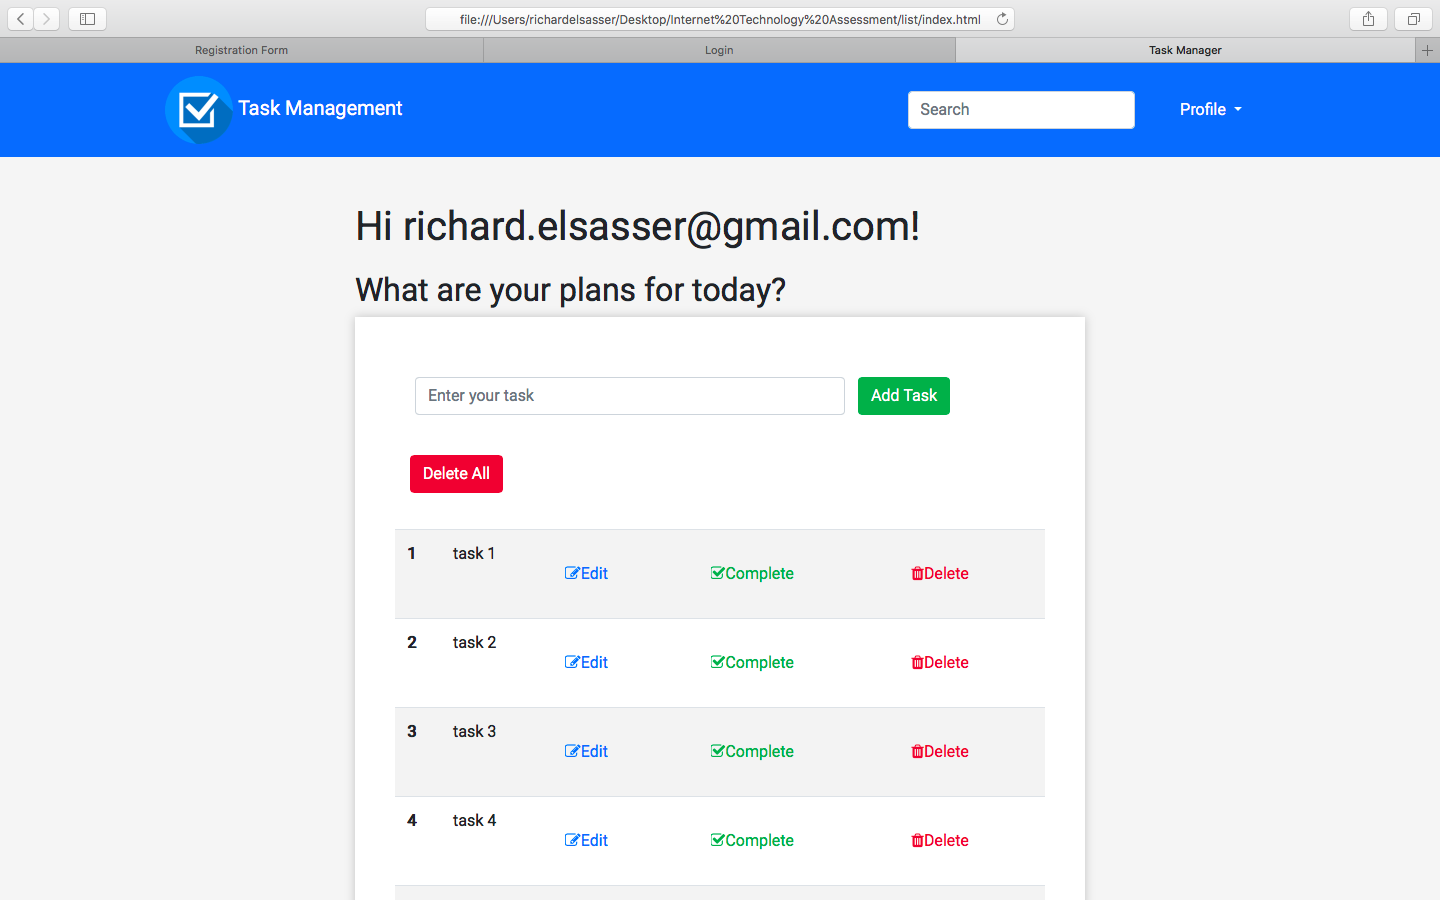 file:///Users/richardelsasser/Desktop/Internet%20Technology%20Assessment/list/index.html
Registration Form Login Task Manager
Task Management Search Profile
Hi richard.elsasser@gmail.com!
What are your plans for today?
Enter your task Add Task
Delete All
1 task 1
Edit Complete Delete
2 task 2
Edit Complete Delete
3 task 3
Edit Complete Delete
4 task 4
Edit Complete Delete